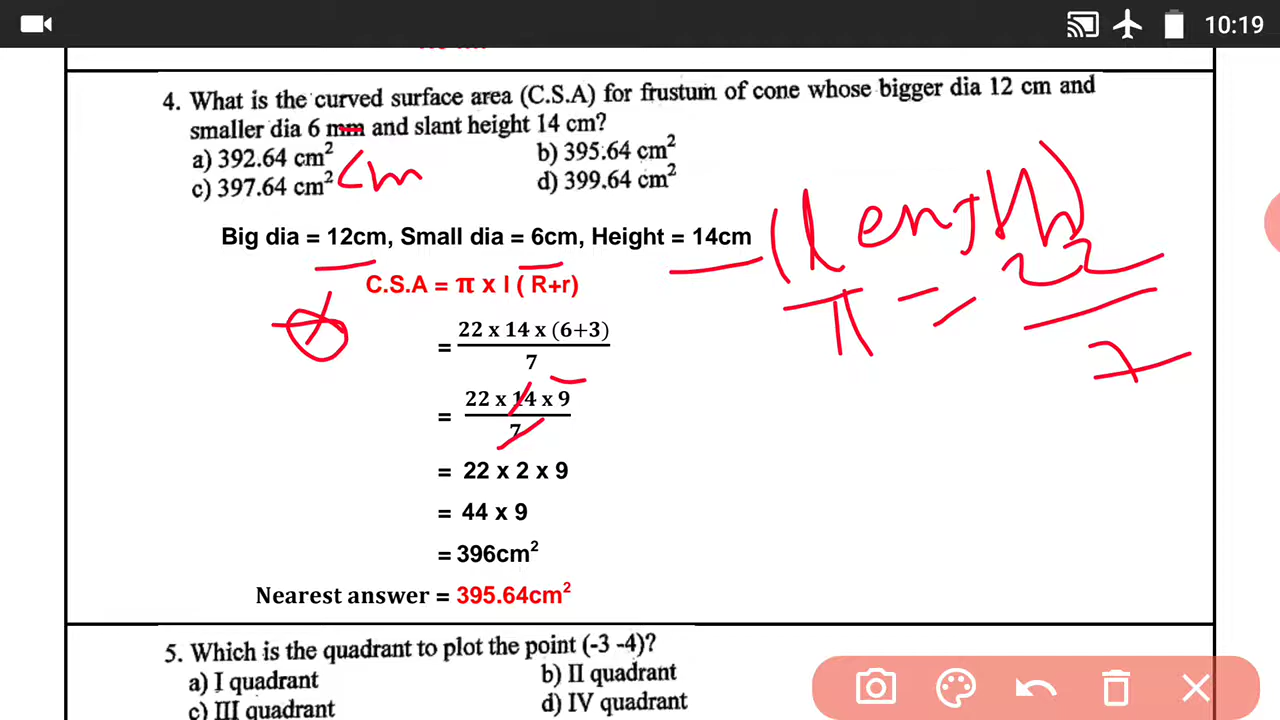 10:19
4. What is the curved surface area (C.S.A) for frustum of cone whose bigger dia 12 cm and
smaller dia 6 mm and slant height 14 cm?
a) 392.64 cm²
b) 395.64 cm²
c) 397.64 cm²
d) 399.64 cm²
cm
Big dia = 12cm, Small dia = 6cm, Height = 14cm
(length)
C.S.A = π x l ( R+r)
π = 22/7
= 22 x 14 x (6+3)
7
= 22 x 14 x 9
7
= 22 x 2 x 9
= 44 x 9
= 396cm²
Nearest answer = 395.64cm²
5. Which is the quadrant to plot the point (-3 -4)?
a) I quadrant
b) II quadrant
c) III quadrant
d) IV quadrant